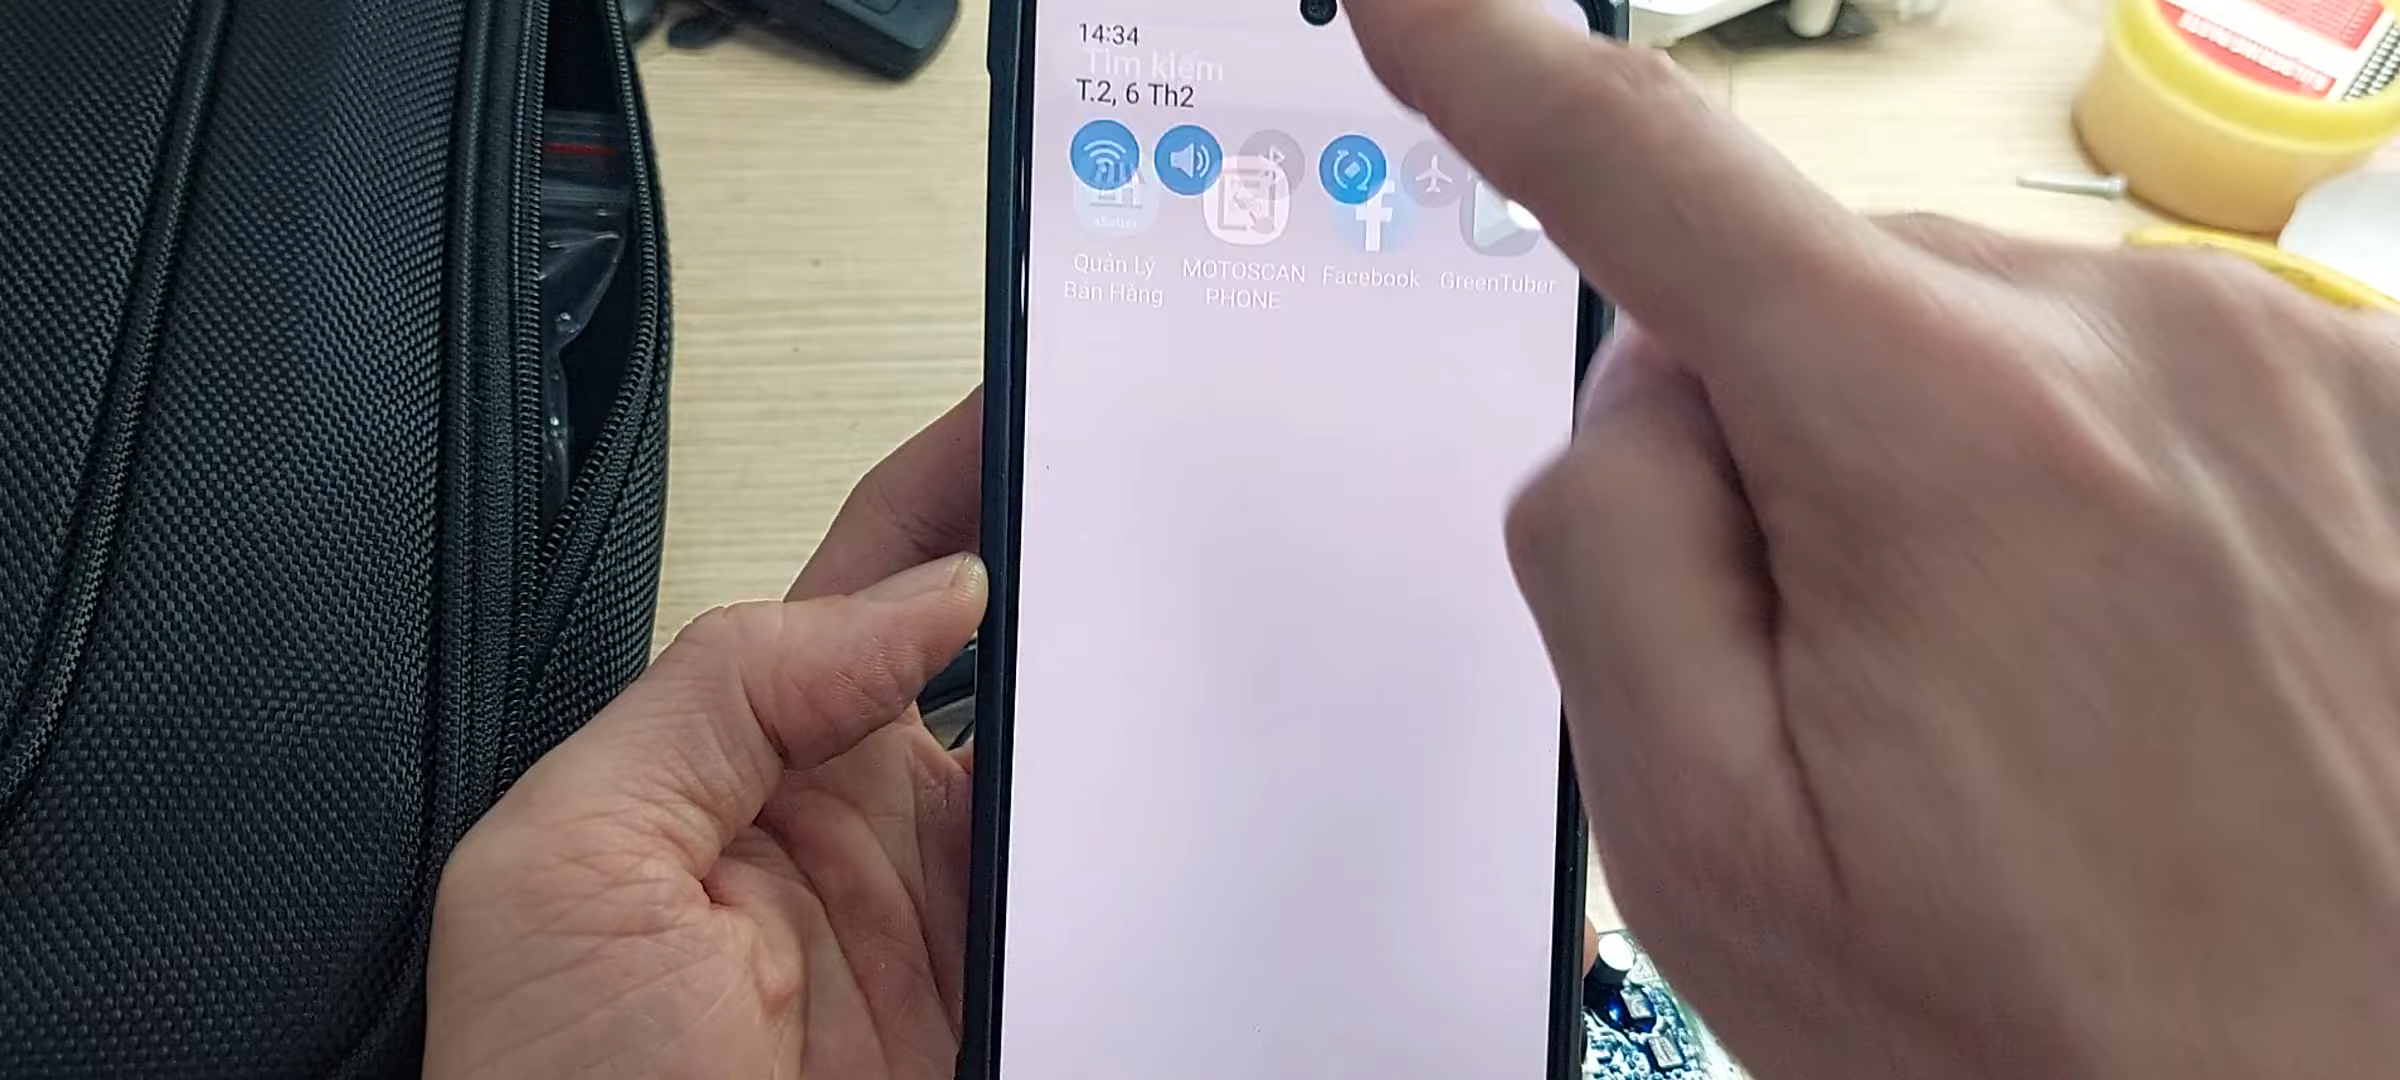 14:34
Tìm kiếm
T.2, 6 Th2
Quản Lý
Bán Hàng
MOTOSCAN
PHONE
Facebook
GreenTuber